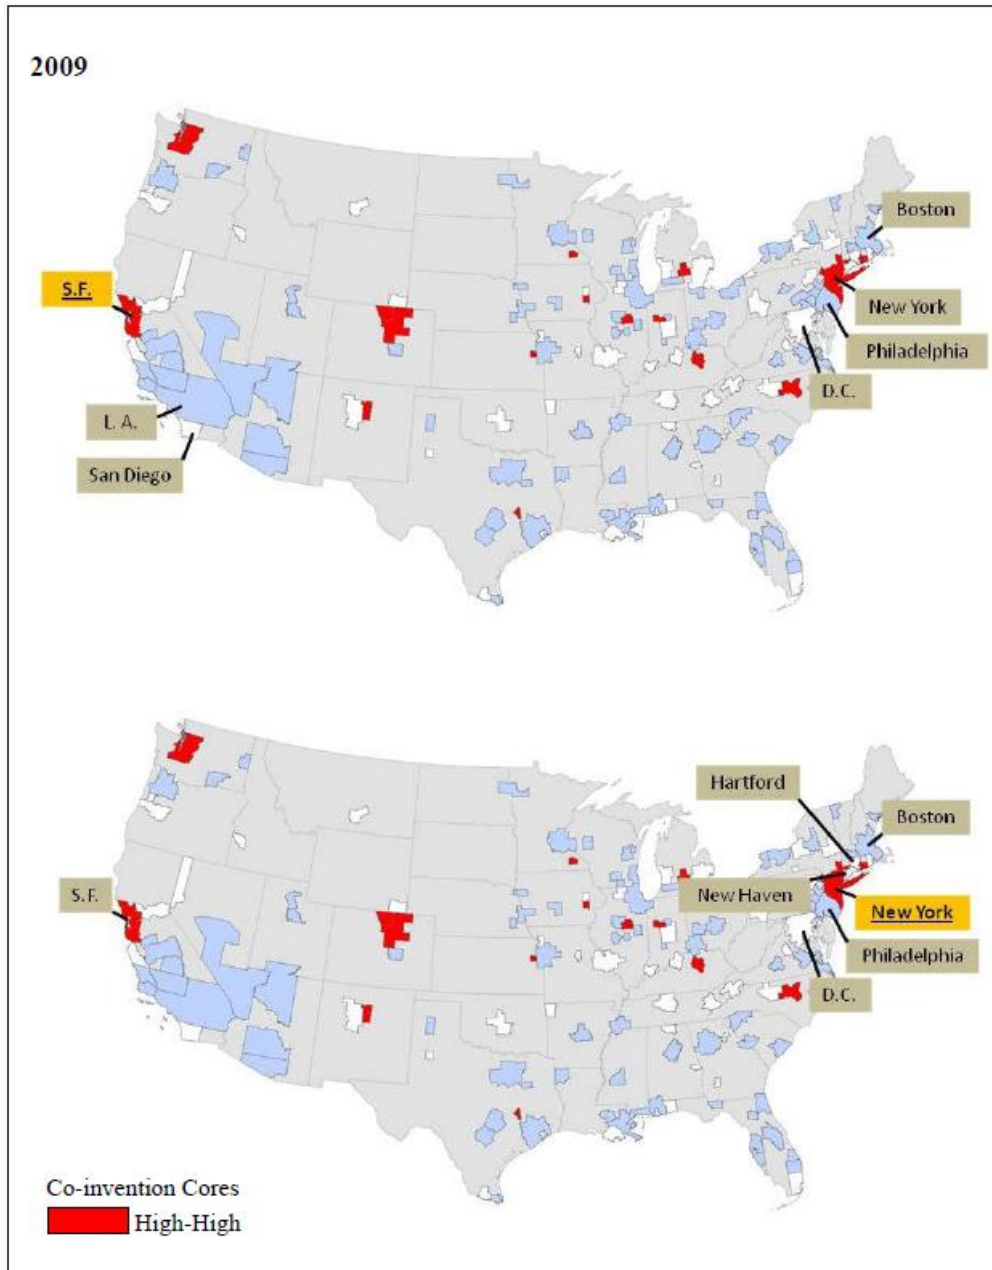 2009
Boston
S.F.
New York
Philadelphia
D.C.
L. A.
San Diego
Hartford
Boston
S.F.
New Haven
New York
Philadelphia
D.C.
Co-invention Cores
High-High